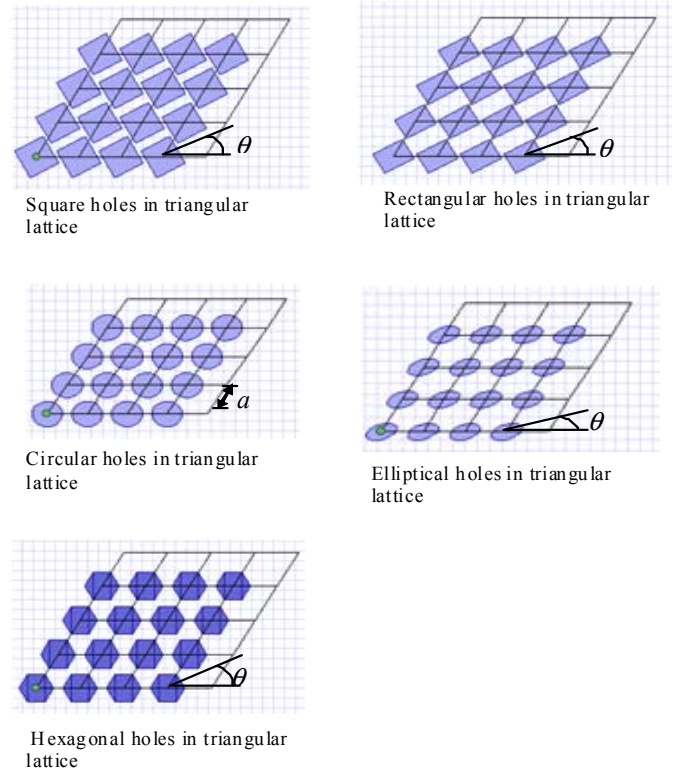 θ
θ
Square holes in triangular
lattice
Rectangular holes in triangular
lattice
a
θ
Circular holes in triangular
lattice
Elliptical holes in triangular
lattice
θ
Hexagonal holes in triangular
lattice